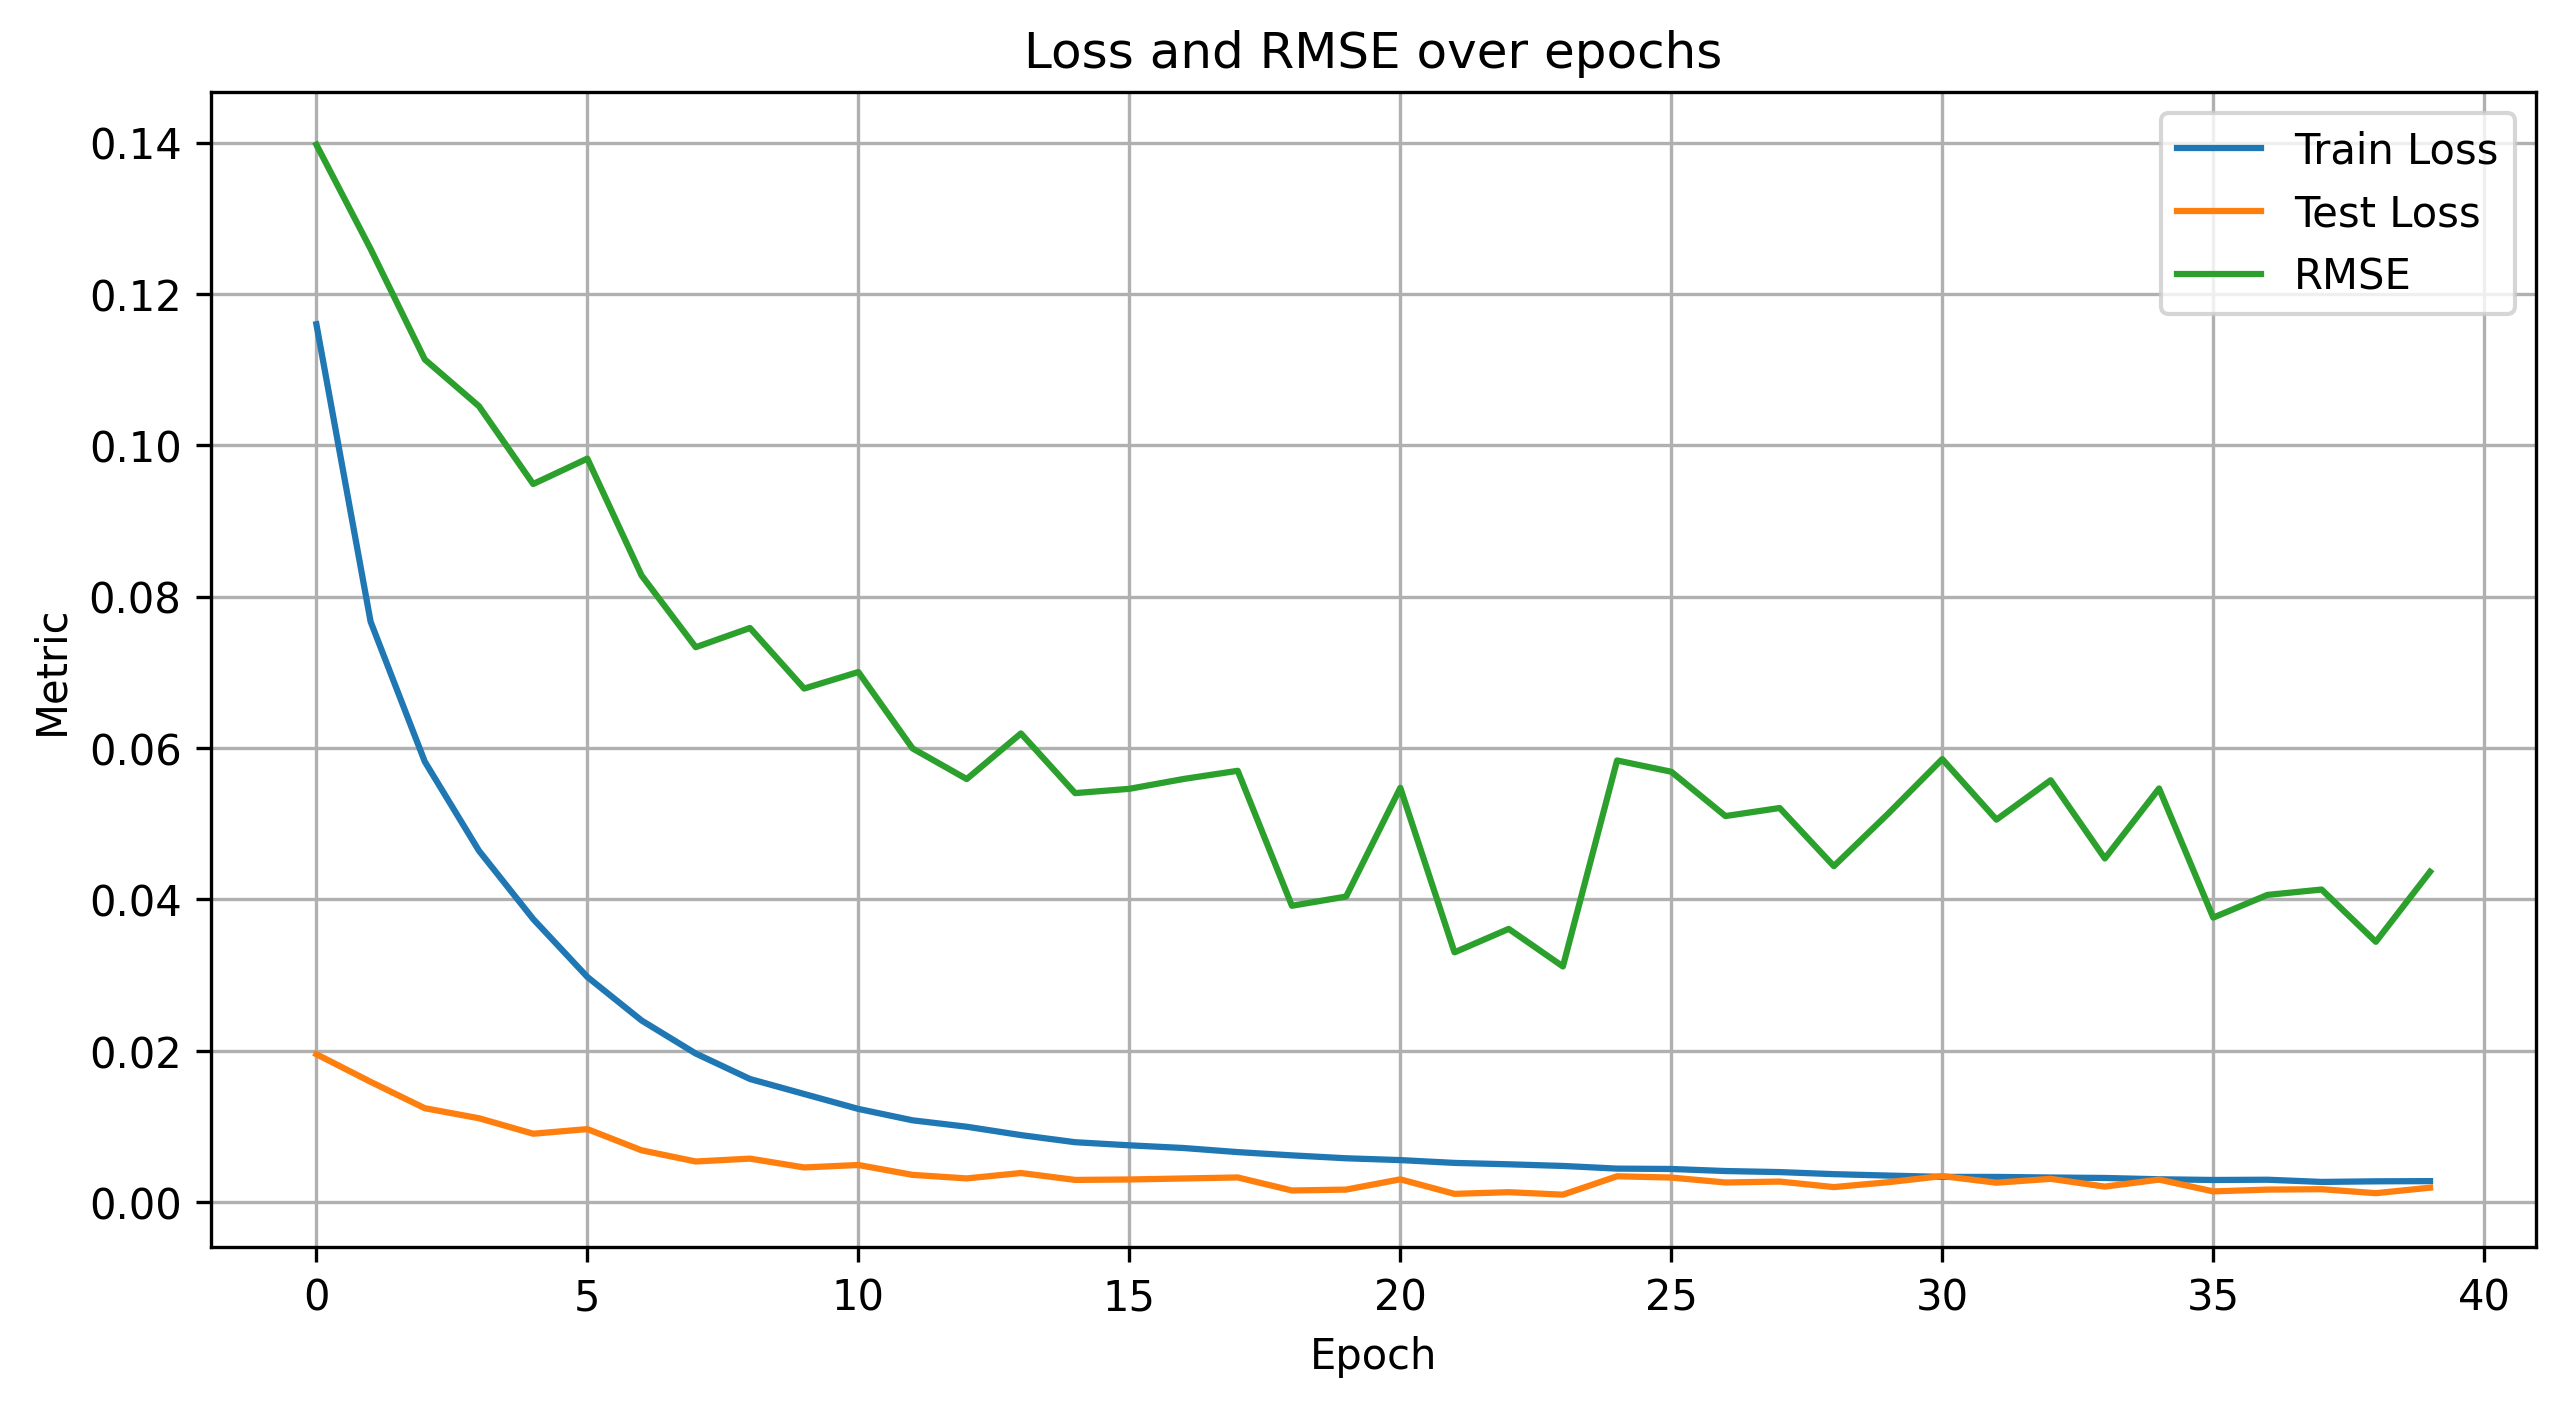 Loss and RMSE over epochs
Train Loss
Test Loss
RMSE
Metric
0.14
0.12
0.10
0.08
0.06
0.04
0.02
0.00
0 5 10 15 20 25 30 35 40
Epoch